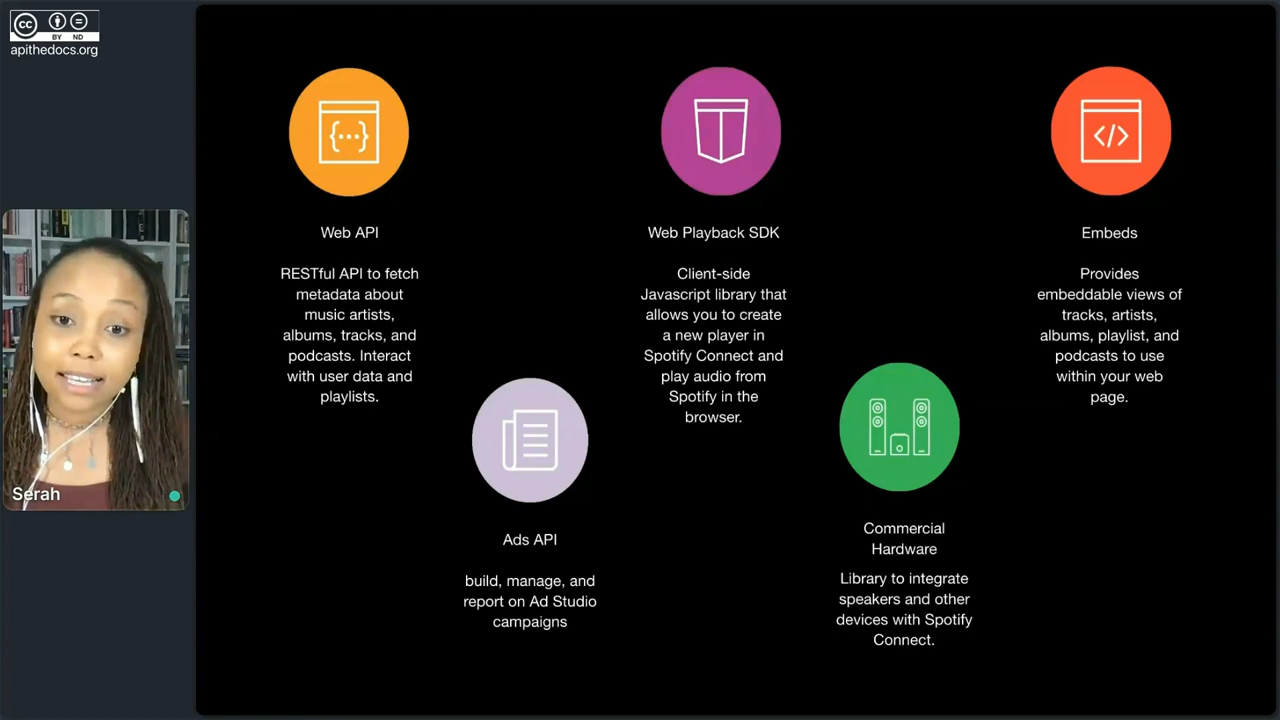 CC BY ND
apithedocs.org
Serah
{...}
Web API
RESTful API to fetch
metadata about
music artists,
albums, tracks, and
podcasts. Interact
with user data and
playlists.
Web Playback SDK
Client-side
Javascript library that
allows you to create
a new player in
Spotify Connect and
play audio from
Spotify in the
browser.
</>
Embeds
Provides
embeddable views of
tracks, artists,
albums, playlist, and
podcasts to use
within your web
page.
Ads API
build, manage, and
report on Ad Studio
campaigns
Commercial
Hardware
Library to integrate
speakers and other
devices with Spotify
Connect.